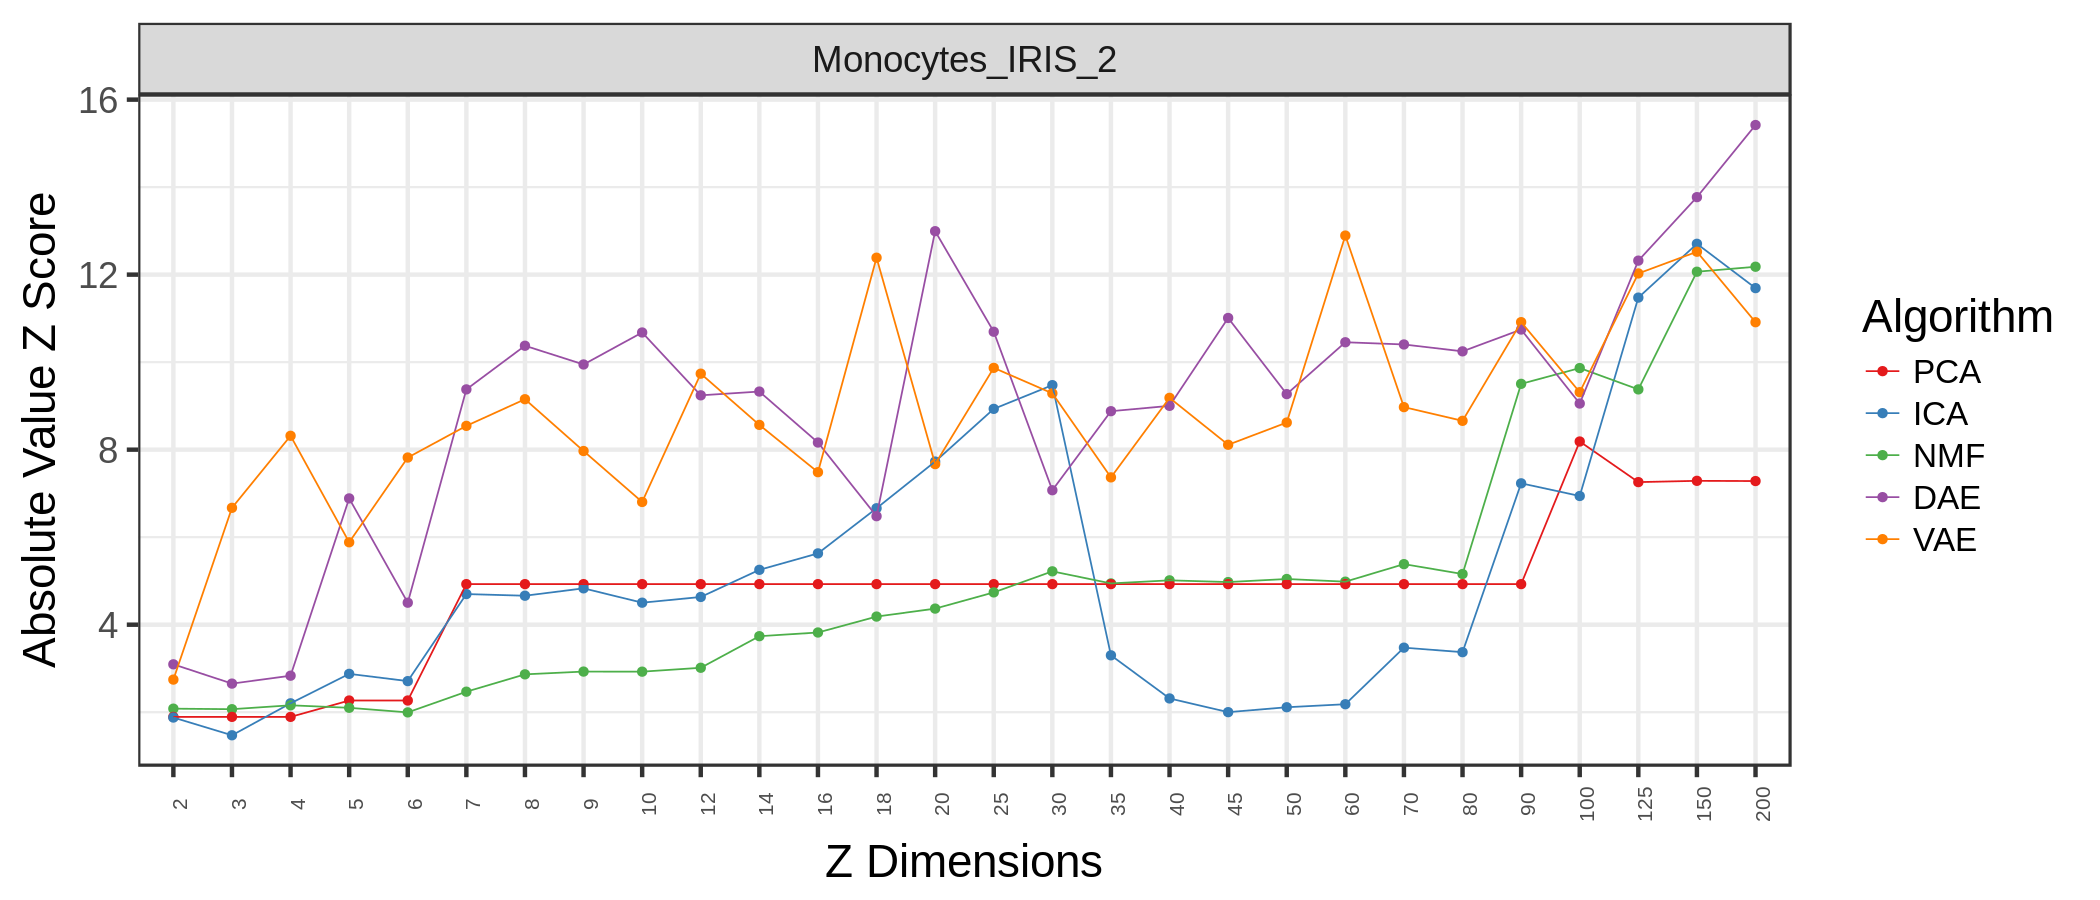 Monocytes_IRIS_2
Absolute Value Z Score
16
12
8
4
2 3 4 5 6 7 8 9 10 12 14 16 18 20 25 30 35 40 45 50 60 70 80 90 100 125 150 200
Z Dimensions
Algorithm
PCA
ICA
NMF
DAE
VAE